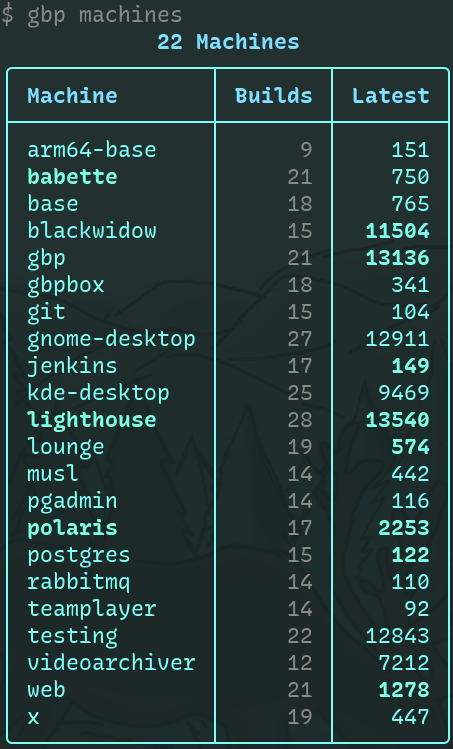 $ gbp machines
22 Machines
Machine Builds Latest
arm64-base 9 151
babette 21 750
base 18 765
blackwidow 15 11504
gbp 21 13136
gbpbox 18 341
git 15 104
gnome-desktop 27 12911
jenkins 17 149
kde-desktop 25 9469
lighthouse 28 13540
lounge 19 574
musl 14 442
pgadmin 14 116
polaris 17 2253
postgres 15 122
rabbitmq 14 110
teamplayer 14 92
testing 22 12843
videoarchiver 12 7212
web 21 1278
x 19 447